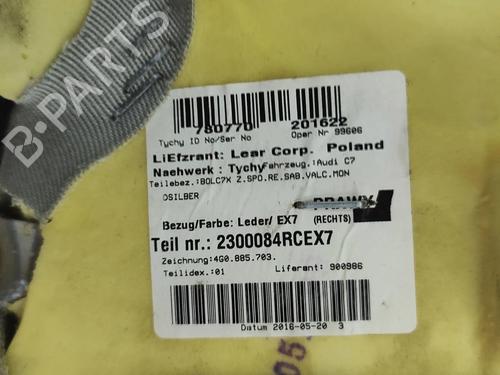 780770 201622
Tychy ID No/Ser No Oper Nr 99606
LiEfzrant: Lear Corp. Poland
Naehwerk : Tychy Fahrzeug.:Audi C7
Teilebez.:BOLC7X Z.SPO.RE.SAB.VALC.MON
DSILBER
Bezug/Farbe: Leder/ EX7 (RECHTS)
Teil nr.: 2300084RCEX7
Zeichnung:4G0.885.703.
Teilidex.:01 Liferant: 900986
Datum 2016-05-20 3
B-PARTS